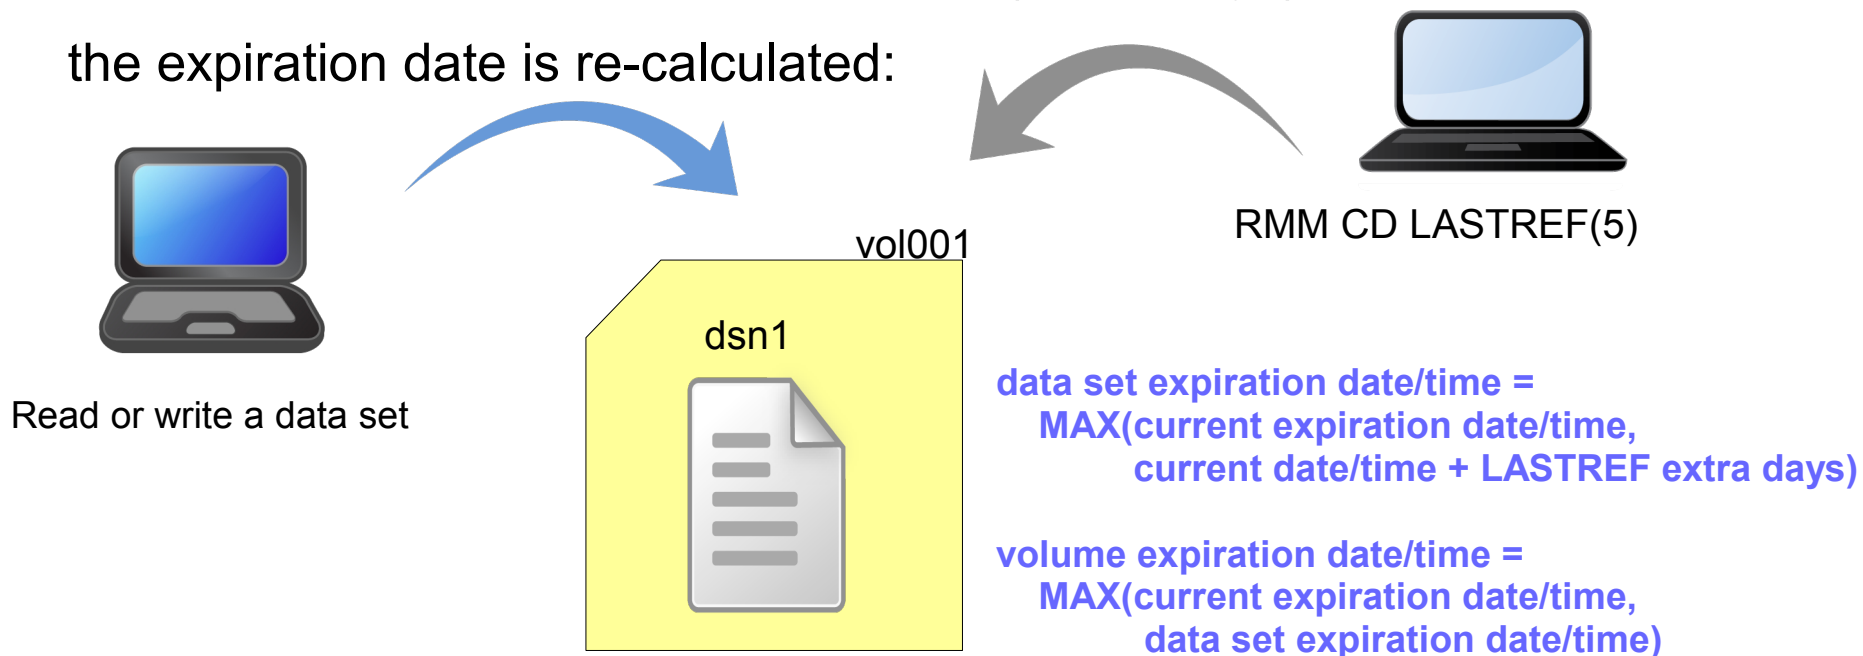 the expiration date is re-calculated:
vol001
RMM CD LASTREF(5)
dsn1
Read or write a data set
data set expiration date/time =
MAX(current expiration date/time,
current date/time + LASTREF extra days)
volume expiration date/time =
MAX(current expiration date/time,
data set expiration date/time)